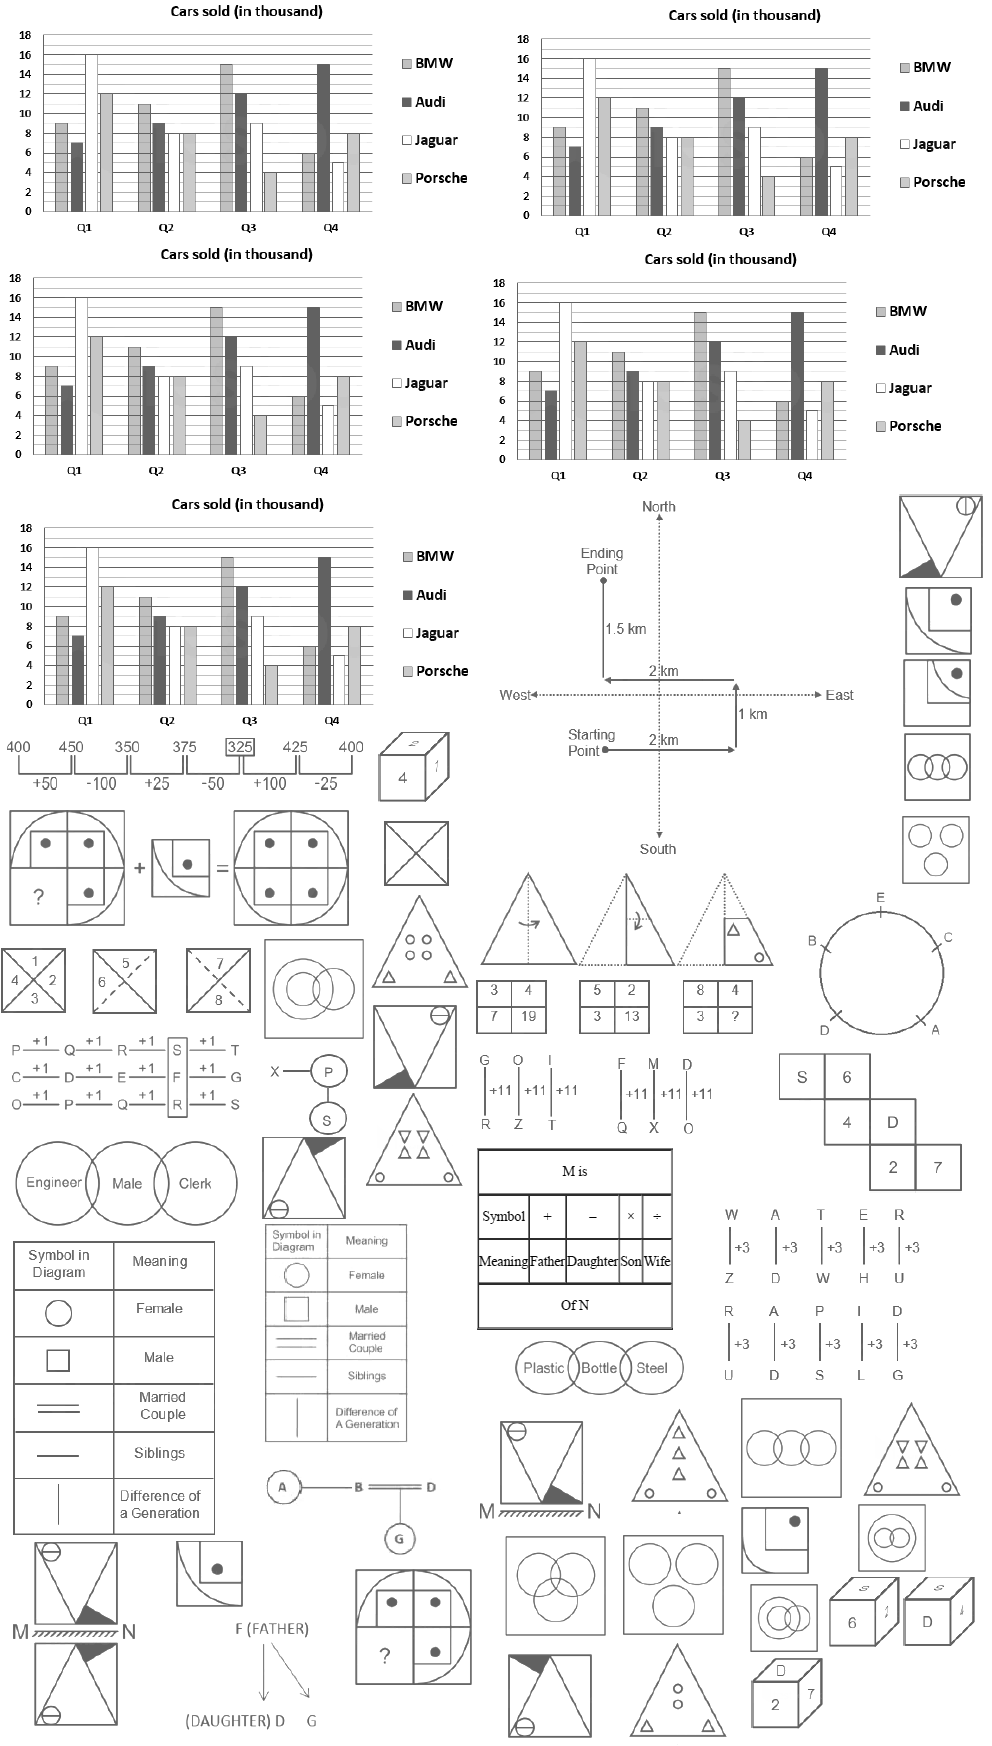 Cars sold (in thousand)
18
16
14
12
10
8
6
4
2
0
Q1 Q2 Q3 Q4
BMW
Audi
Jaguar
Porsche
Cars sold (in thousand)
18
16
14
12
10
8
6
4
2
0
Q1 Q2 Q3 Q4
BMW
Audi
Jaguar
Porsche
Cars sold (in thousand)
18
16
14
12
10
8
6
4
2
0
Q1 Q2 Q3 Q4
BMW
Audi
Jaguar
Porsche
Cars sold (in thousand)
18
16
14
12
10
8
6
4
2
0
Q1 Q2 Q3 Q4
BMW
Audi
Jaguar
Porsche
Cars sold (in thousand)
18
16
14
12
10
8
6
4
2
0
Q1 Q2 Q3 Q4
BMW
Audi
Jaguar
Porsche
North
Ending
Point
1.5 km
2 km
West
East
1 km
Starting
Point
2 km
South
400 450 350 375 325 425 400
+50 -100 +25 -50 +100 -25
2
4 1
? + =
1
4 2
3
5
6
7
8
3 4
7 19
5 2
3 13
8 4
3 ?
E
B C
D A
P +1 Q +1 R +1 S +1 T
C +1 D +1 E +1 F +1 G
O +1 P +1 Q +1 R +1 S
X P
S
G O I
+11 +11 +11
R Z T
F M D
+11 +11 +11
Q X O
S 6
4 D
2 7
Engineer Male Clerk
M is
Symbol + – × ÷
Meaning Father Daughter Son Wife
Of N
W A T E R
+3 +3 +3 +3 +3
Z D W H U
R A P I D
+3 +3 +3 +3 +3
U D S L G
Symbol in
Diagram
Meaning
Female
Male
Married
Couple
Siblings
Difference of
a Generation
Symbol in
Diagram
Meaning
Female
Male
Married
Couple
Siblings
Difference of
A Generation
Plastic Bottle Steel
A B D
G
M N
M N
F (FATHER)
(DAUGHTER) D G
?
S
6
S
D
D
2 7